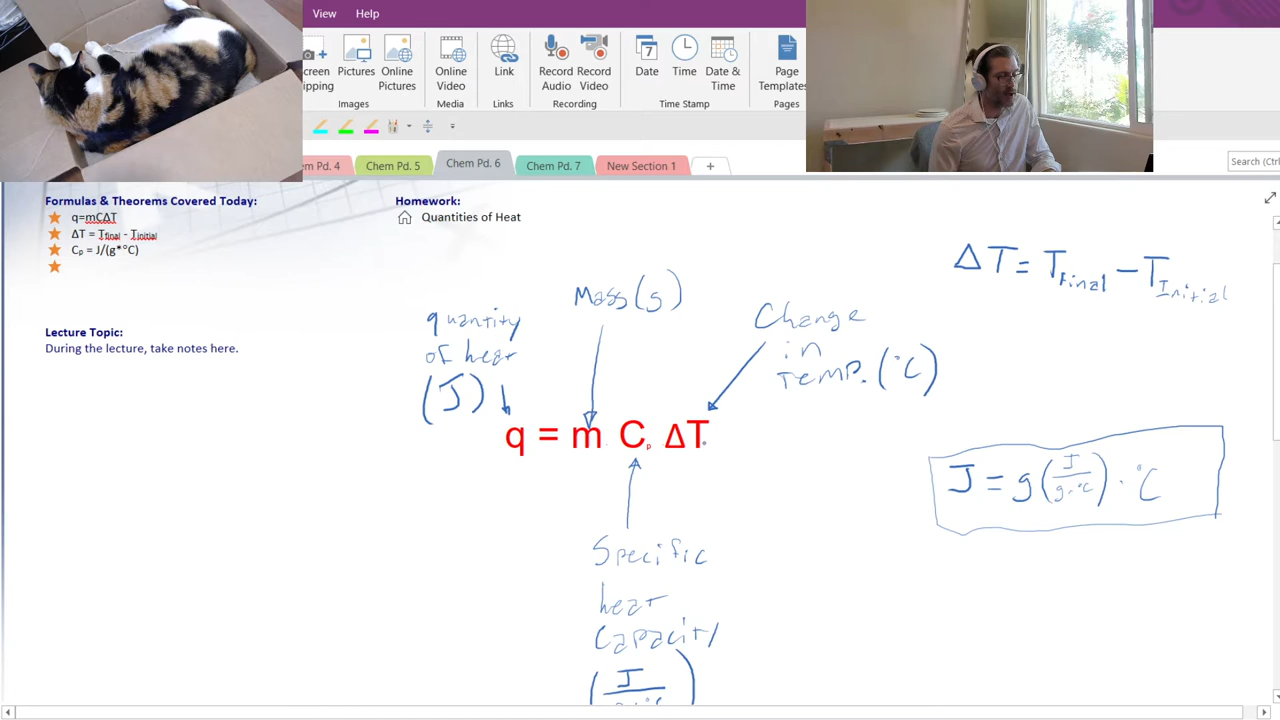 View Help
Screen Clipping
Pictures
Online Pictures
Images
Online Video
Media
Link
Links
Record Audio
Record Video
Recording
Date
Time
Date & Time
Time Stamp
Page Templates
Pages
Chem Pd. 4
Chem Pd. 5
Chem Pd. 6
Chem Pd. 7
New Section 1
+
Search (Ct
Formulas & Theorems Covered Today:
q=mCΔT
ΔT = Tfinal - Tinitial
Cp = J/(g*°C)
Homework:
Quantities of Heat
Lecture Topic:
During the lecture, take notes here.
ΔT = TFinal - TInitial
Mass (g)
quantity
of heat
(J)
Change
in
Temp. (°C)
q = m Cp ΔT
J = g (J/g·°C) · °C
Specific
heat
Capacity
(J